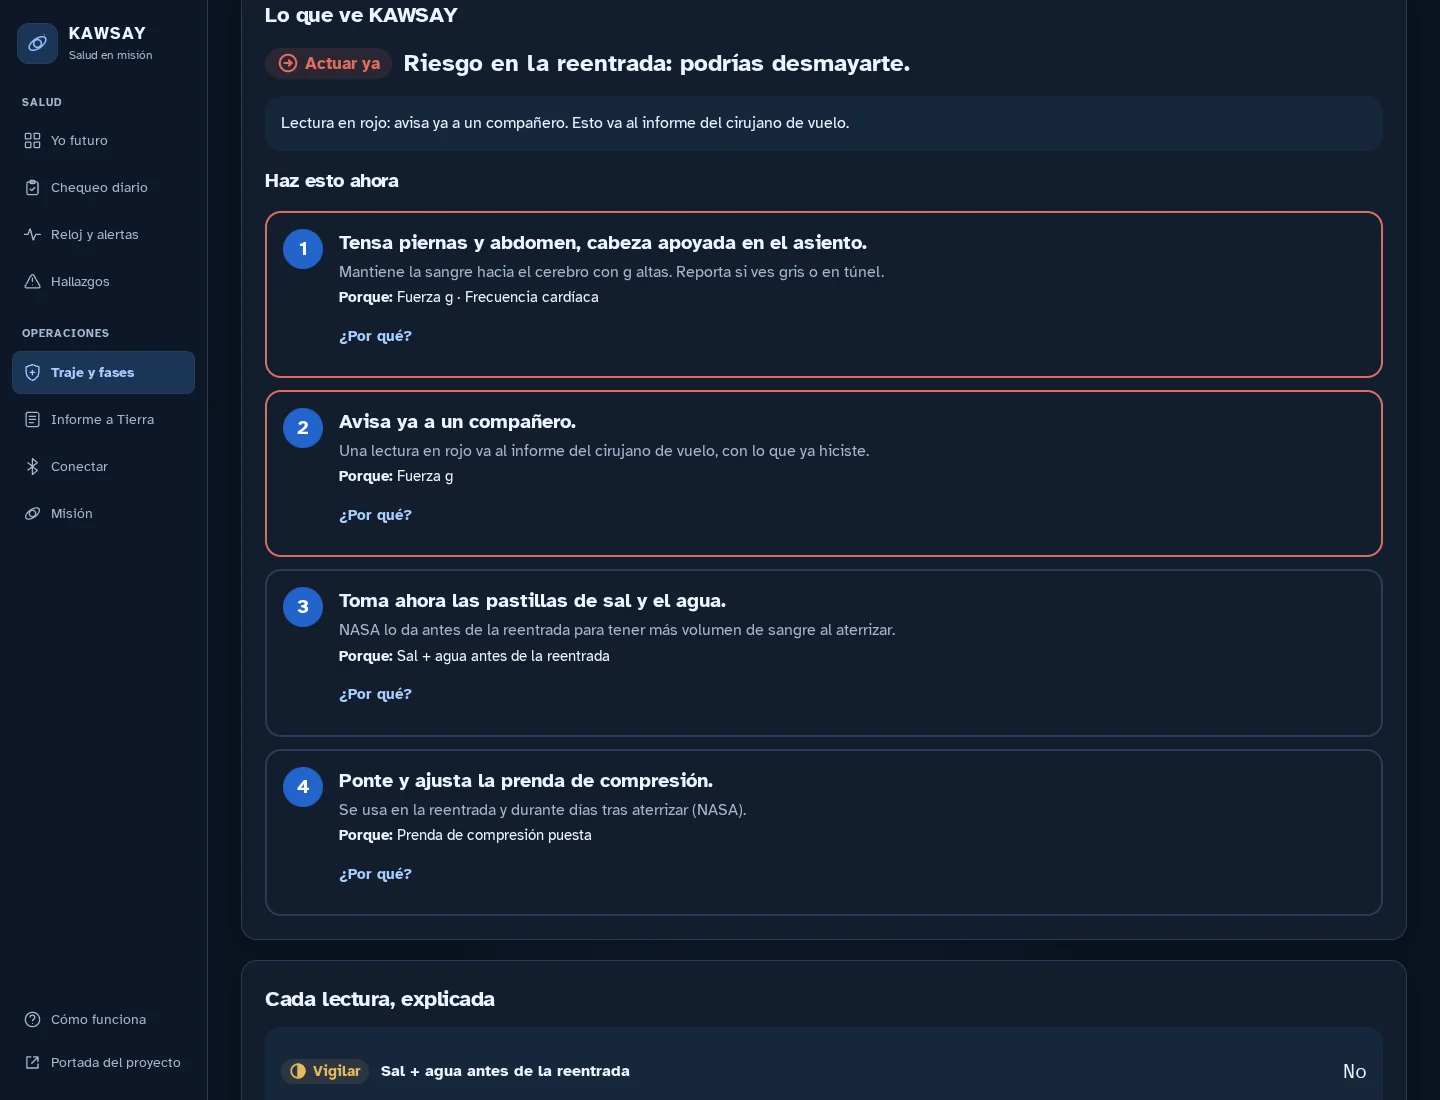 KAWSAY
Salud en misión
SALUD
Yo futuro
Chequeo diario
Reloj y alertas
Hallazgos
OPERACIONES
Traje y fases
Informe a Tierra
Conectar
Misión
Cómo funciona
Portada del proyecto
Lo que ve KAWSAY
Actuar ya
Riesgo en la reentrada: podrías desmayarte.
Lectura en rojo: avisa ya a un compañero. Esto va al informe del cirujano de vuelo.
Haz esto ahora
1
Tensa piernas y abdomen, cabeza apoyada en el asiento.
Mantiene la sangre hacia el cerebro con g altas. Reporta si ves gris o en túnel.
Porque: Fuerza g · Frecuencia cardíaca
¿Por qué?
2
Avisa ya a un compañero.
Una lectura en rojo va al informe del cirujano de vuelo, con lo que ya hiciste.
Porque: Fuerza g
¿Por qué?
3
Toma ahora las pastillas de sal y el agua.
NASA lo da antes de la reentrada para tener más volumen de sangre al aterrizar.
Porque: Sal + agua antes de la reentrada
¿Por qué?
4
Ponte y ajusta la prenda de compresión.
Se usa en la reentrada y durante días tras aterrizar (NASA).
Porque: Prenda de compresión puesta
¿Por qué?
Cada lectura, explicada
Vigilar
Sal + agua antes de la reentrada
No